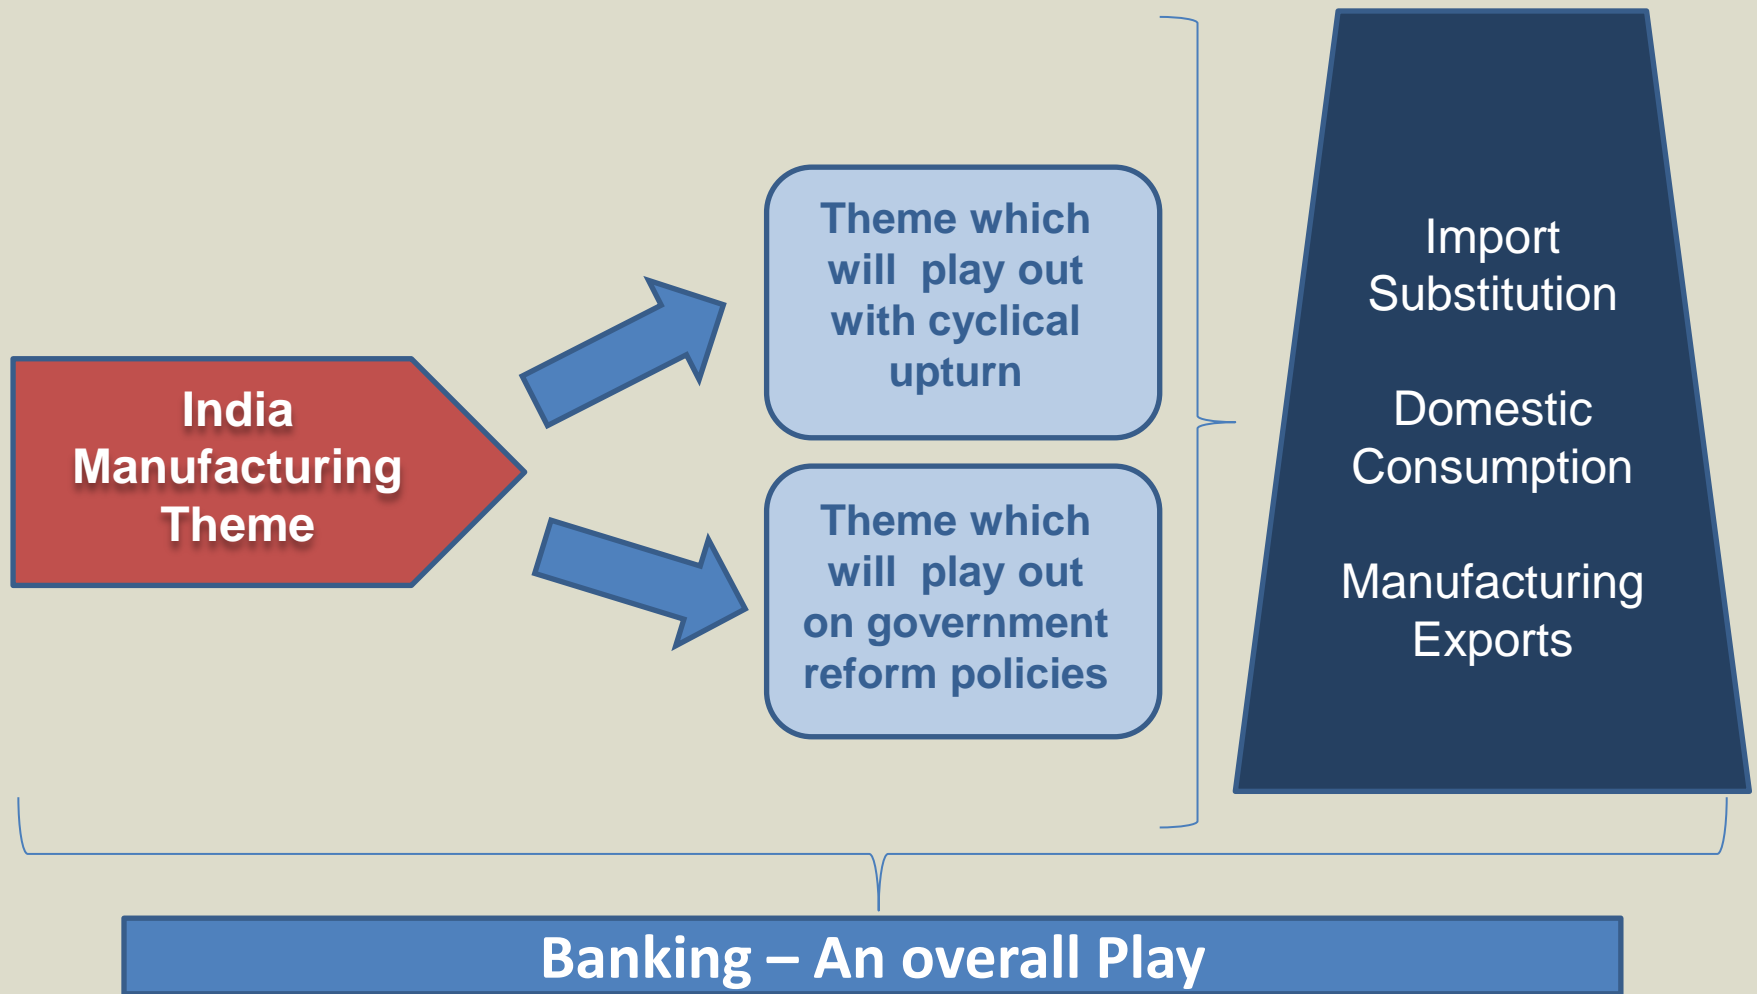 India
Manufacturing
Theme
Theme which
will play out
with cyclical
upturn
Theme which
will play out
on government
reform policies
Import
Substitution
Domestic
Consumption
Manufacturing
Exports
Banking – An overall Play